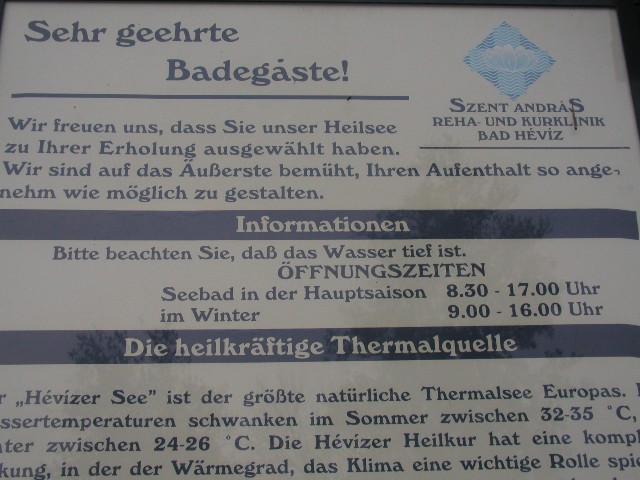 Sehr geehrte
Badegäste!
SZENT ANDRÁS
REHA- UND KURKLINIK
BAD HÉVÍZ
Wir freuen uns, dass Sie unser Heilsee
zu Ihrer Erholung ausgewählt haben.
Wir sind auf das Äußerste bemüht, Ihren Aufenthalt so ange-
nehm wie möglich zu gestalten.
Informationen
Bitte beachten Sie, daß das Wasser tief ist.
ÖFFNUNGSZEITEN
Seebad in der Hauptsaison 8.30 - 17.00 Uhr
im Winter 9.00 - 16.00 Uhr
Die heilkräftige Thermalquelle
r „Hévízer See” ist der größte natürliche Thermalsee Europas.
ssertemperaturen schwanken im Sommer zwischen 32-35 °C,
nter zwischen 24-26 °C. Die Hévízer Heilkur hat eine kompl
kung, in der der Wärmegrad, das Klima eine wichtige Rolle spie